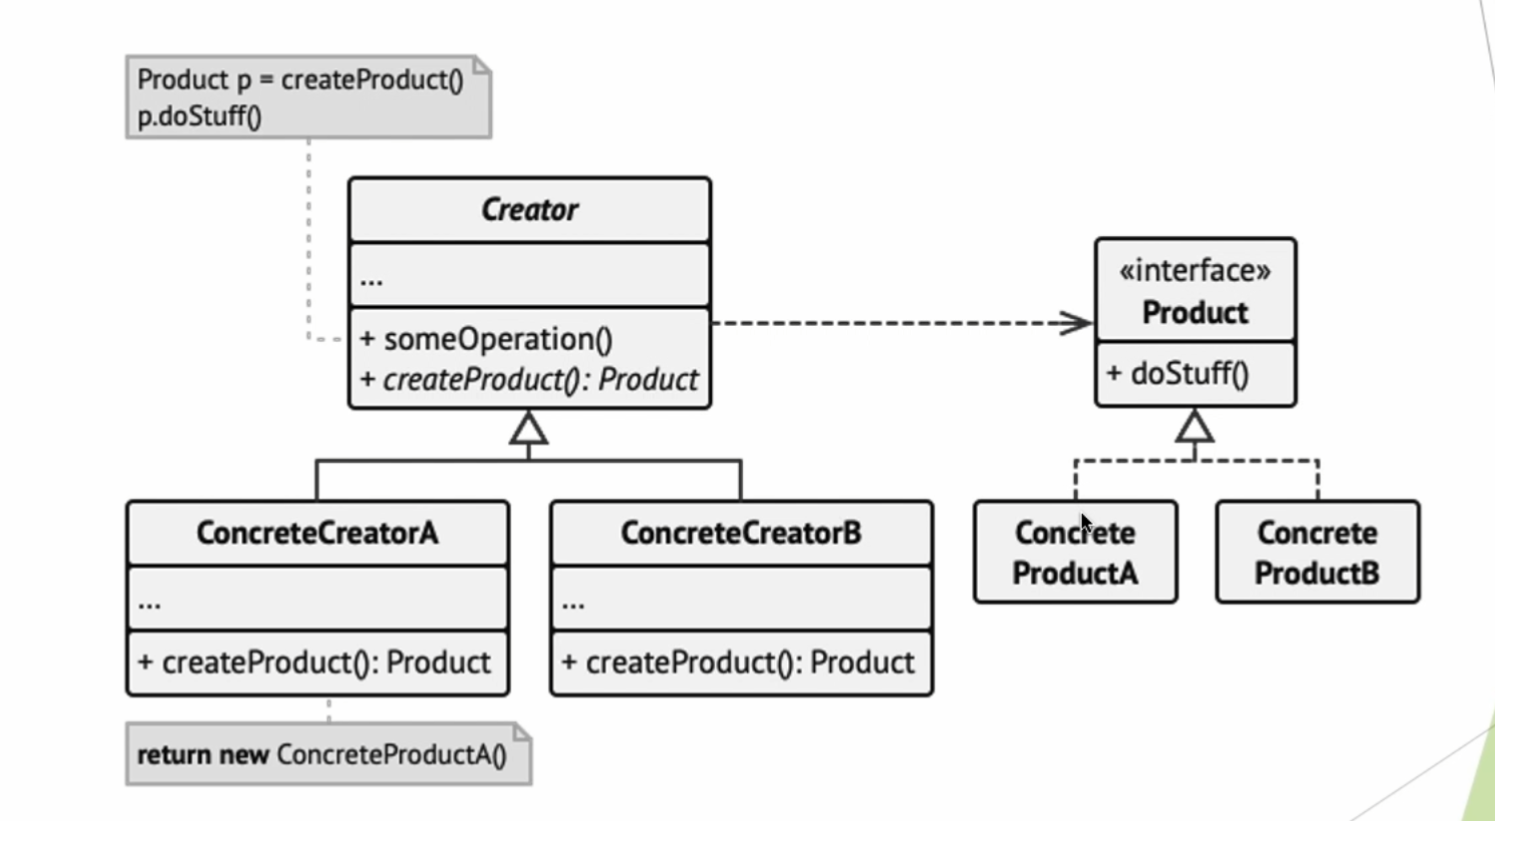 Product p = createProduct()
p.doStuff()
Creator
...
+ someOperation()
+ createProduct(): Product
«interface»
Product
+ doStuff()
ConcreteCreatorA
...
+ createProduct(): Product
ConcreteCreatorB
...
+ createProduct(): Product
Concrete
ProductA
Concrete
ProductB
return new ConcreteProductA()